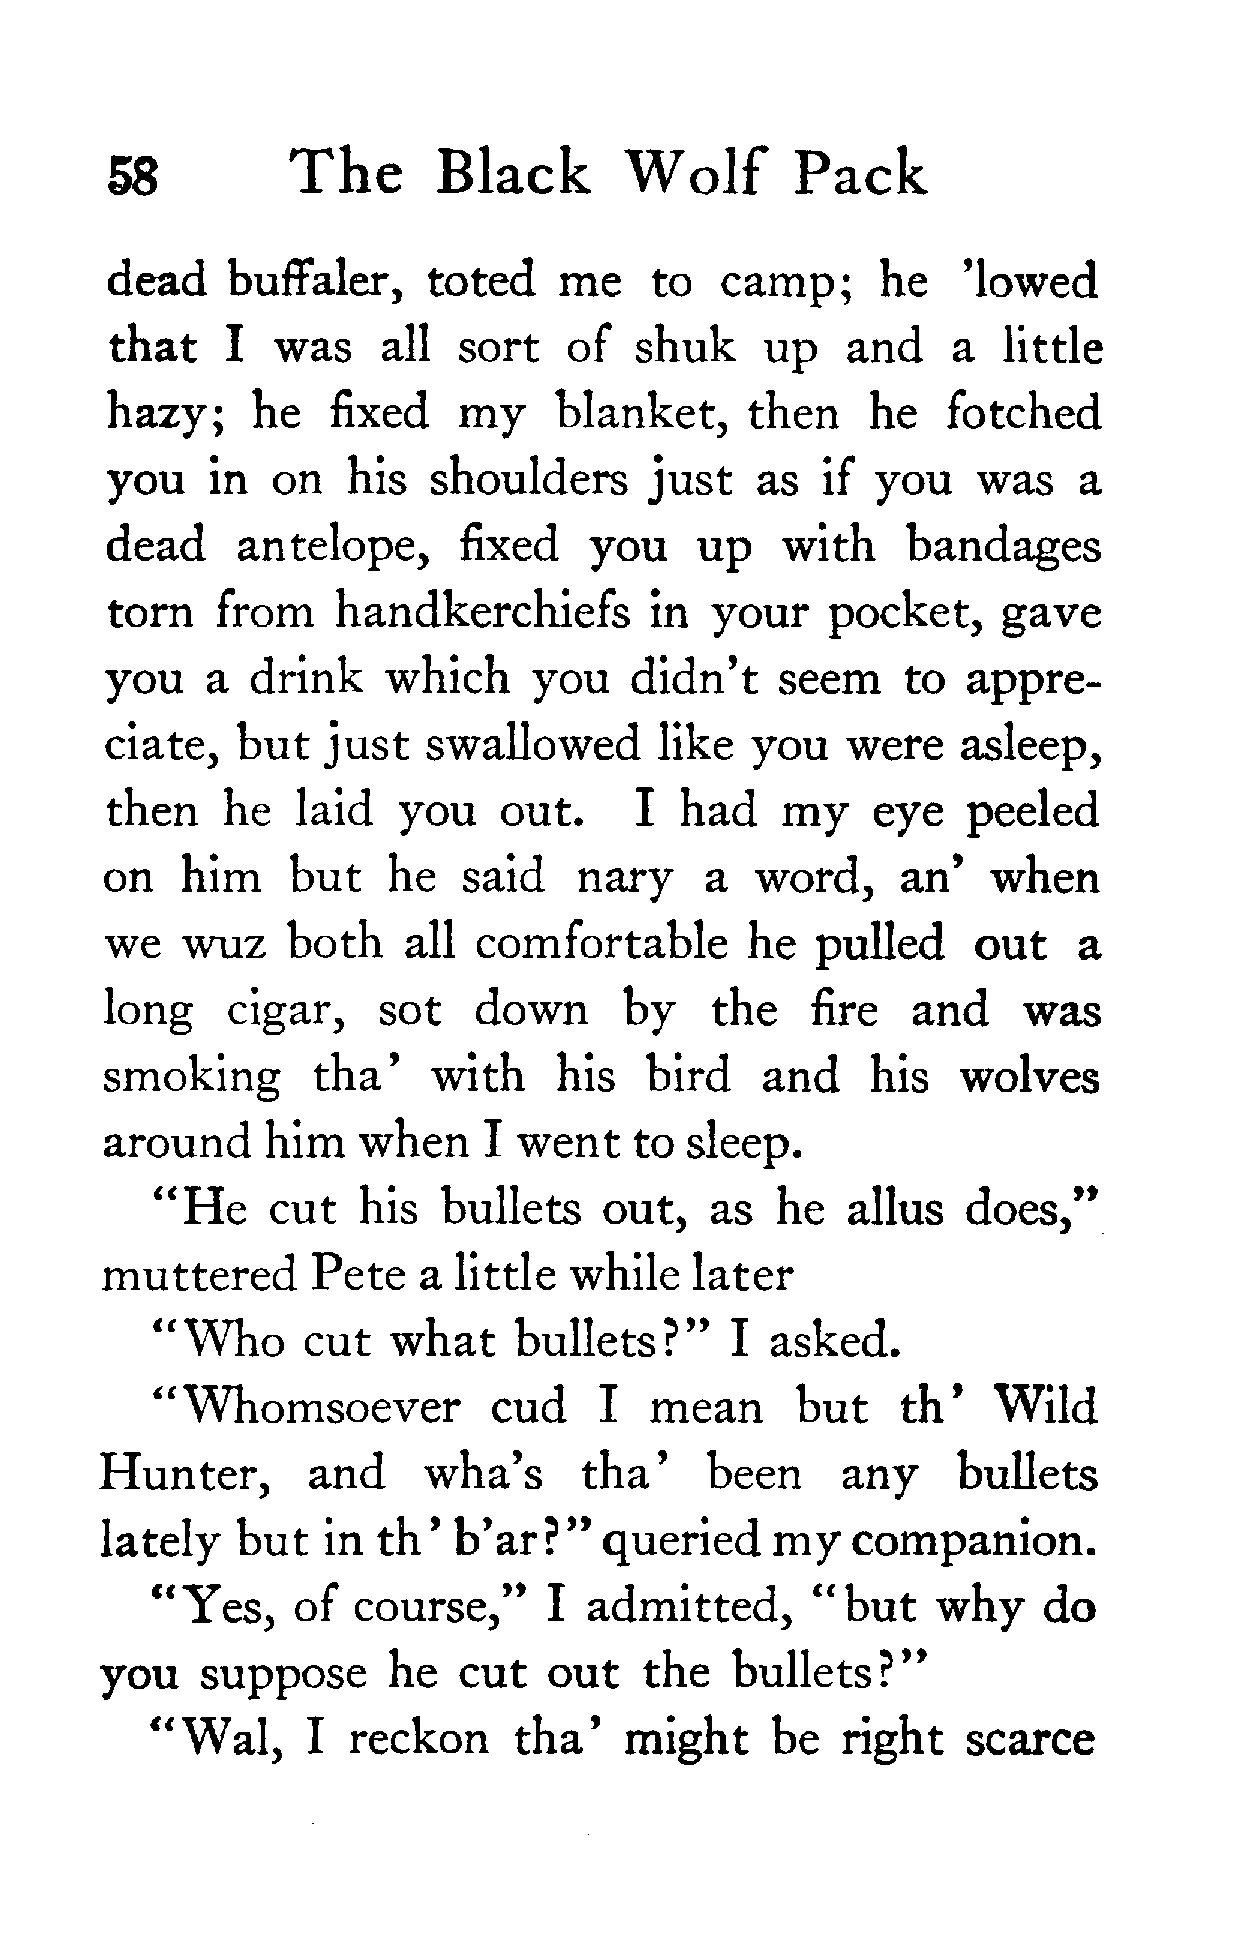 58 The Black Wolf Pack
dead buffaler, toted me to camp; he 'lowed
that I was all sort of shuk up and a little
hazy; he fixed my blanket, then he fotched
you in on his shoulders just as if you was a
dead antelope, fixed you up with bandages
torn from handkerchiefs in your pocket, gave
you a drink which you didn't seem to appre-
ciate, but just swallowed like you were asleep,
then he laid you out. I had my eye peeled
on him but he said nary a word, an' when
we wuz both all comfortable he pulled out a
long cigar, sot down by the fire and was
smoking tha' with his bird and his wolves
around him when I went to sleep.
"He cut his bullets out, as he allus does,"
muttered Pete a little while later
"Who cut what bullets?" I asked.
"Whomsoever cud I mean but th' Wild
Hunter, and wha's tha' been any bullets
lately but in th' b'ar?" queried my companion.
"Yes, of course," I admitted, "but why do
you suppose he cut out the bullets?"
"Wal, I reckon tha' might be right scarce